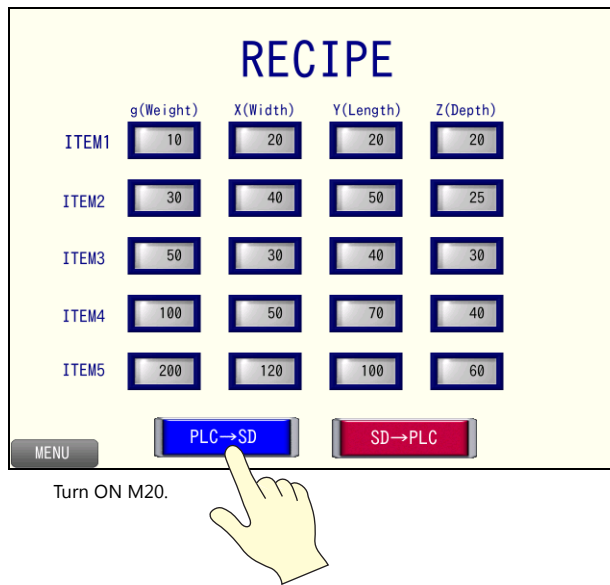 RECIPE
g(Weight) X(Width) Y(Length) Z(Depth)
ITEM1 10 20 20 20
ITEM2 30 40 50 25
ITEM3 50 30 40 30
ITEM4 100 50 70 40
ITEM5 200 120 100 60
PLC→SD SD→PLC
MENU
Turn ON M20.